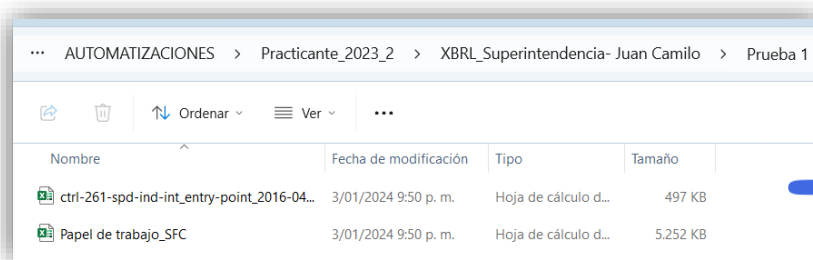 ... AUTOMATIZACIONES > Practicante_2023_2 > XBRL_Superintendencia- Juan Camilo > Prueba 1
Ordenar Ver ...
Nombre Fecha de modificación Tipo Tamaño
ctrl-261-spd-ind-int_entry-point_2016-04... 3/01/2024 9:50 p. m. Hoja de cálculo d... 497 KB
Papel de trabajo_SFC 3/01/2024 9:50 p. m. Hoja de cálculo d... 5.252 KB